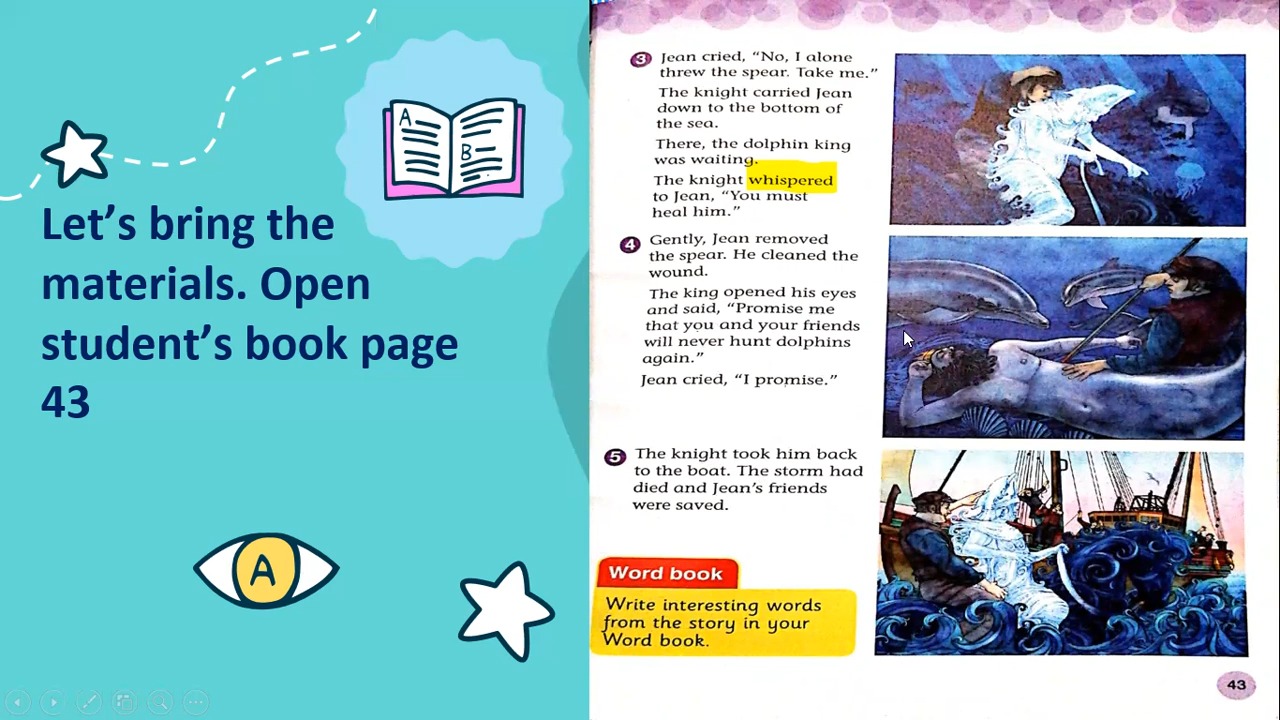 A
B
Let's bring the
materials. Open
student's book page
43
A
3 Jean cried, "No, I alone
threw the spear. Take me."
The knight carried Jean
down to the bottom of
the sea.
There, the dolphin king
was waiting.
The knight whispered
to Jean, "You must
heal him."
4 Gently, Jean removed
the spear. He cleaned the
wound.
The king opened his eyes
and said, "Promise me
that you and your friends
will never hunt dolphins
again."
Jean cried, "I promise."
5 The knight took him back
to the boat. The storm had
died and Jean's friends
were saved.
Word book
Write interesting words
from the story in your
Word book.
43